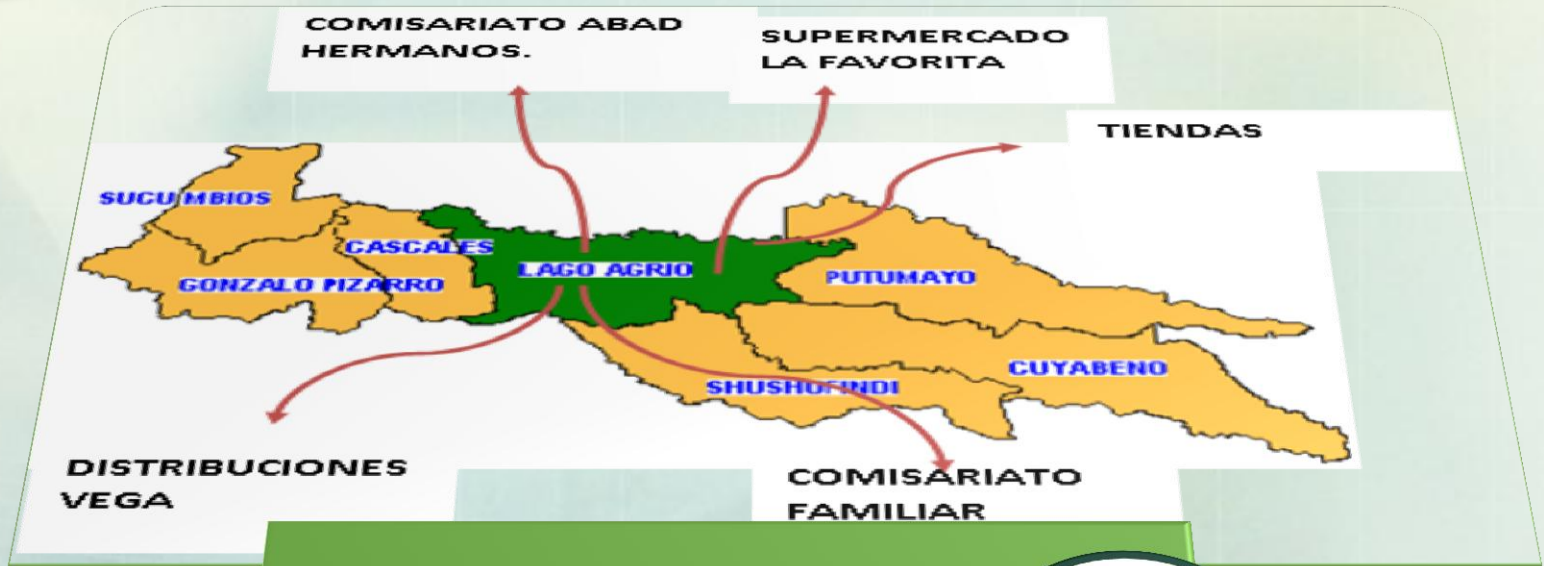 COMISARIATO ABAD
HERMANOS.
SUPERMERCADO
LA FAVORITA
TIENDAS
SUCUMBIOS
CASCALES
GONZALO PIZARRO
LAGO AGRIO
PUTUMAYO
CUYABENO
SHUSHUFINDI
DISTRIBUCIONES
VEGA
COMISARIATO
FAMILIAR